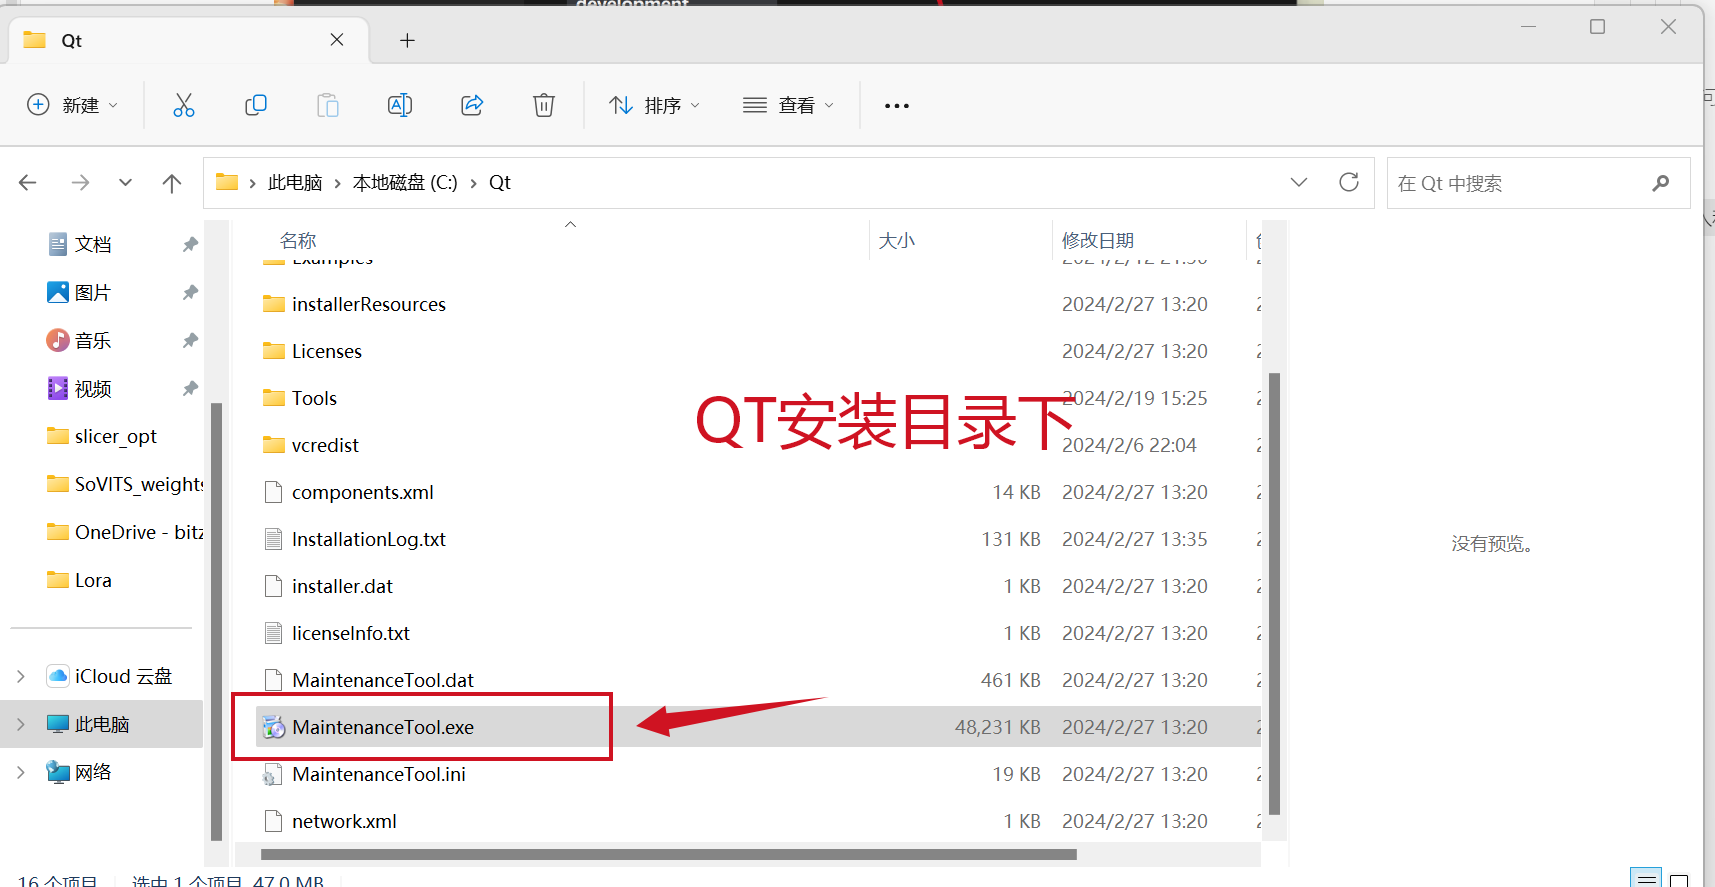 development
Qt
新建
排序
查看
此电脑 › 本地磁盘 (C:) › Qt
在 Qt 中搜索
名称 大小 修改日期
Examples 2024/2/12 21:50
installerResources 2024/2/27 13:20
Licenses 2024/2/27 13:20
Tools 2024/2/19 15:25
vcredist 2024/2/6 22:04
components.xml 14 KB 2024/2/27 13:20
InstallationLog.txt 131 KB 2024/2/27 13:35
installer.dat 1 KB 2024/2/27 13:20
licenseInfo.txt 1 KB 2024/2/27 13:20
MaintenanceTool.dat 461 KB 2024/2/27 13:20
MaintenanceTool.exe 48,231 KB 2024/2/27 13:20
MaintenanceTool.ini 19 KB 2024/2/27 13:20
network.xml 1 KB 2024/2/27 13:20
QT安装目录下
文档
图片
音乐
视频
slicer_opt
SoVITS_weights
OneDrive - bitz
Lora
iCloud 云盘
此电脑
网络
没有预览。
16 个项目 选中 1 个项目 47.0 MB